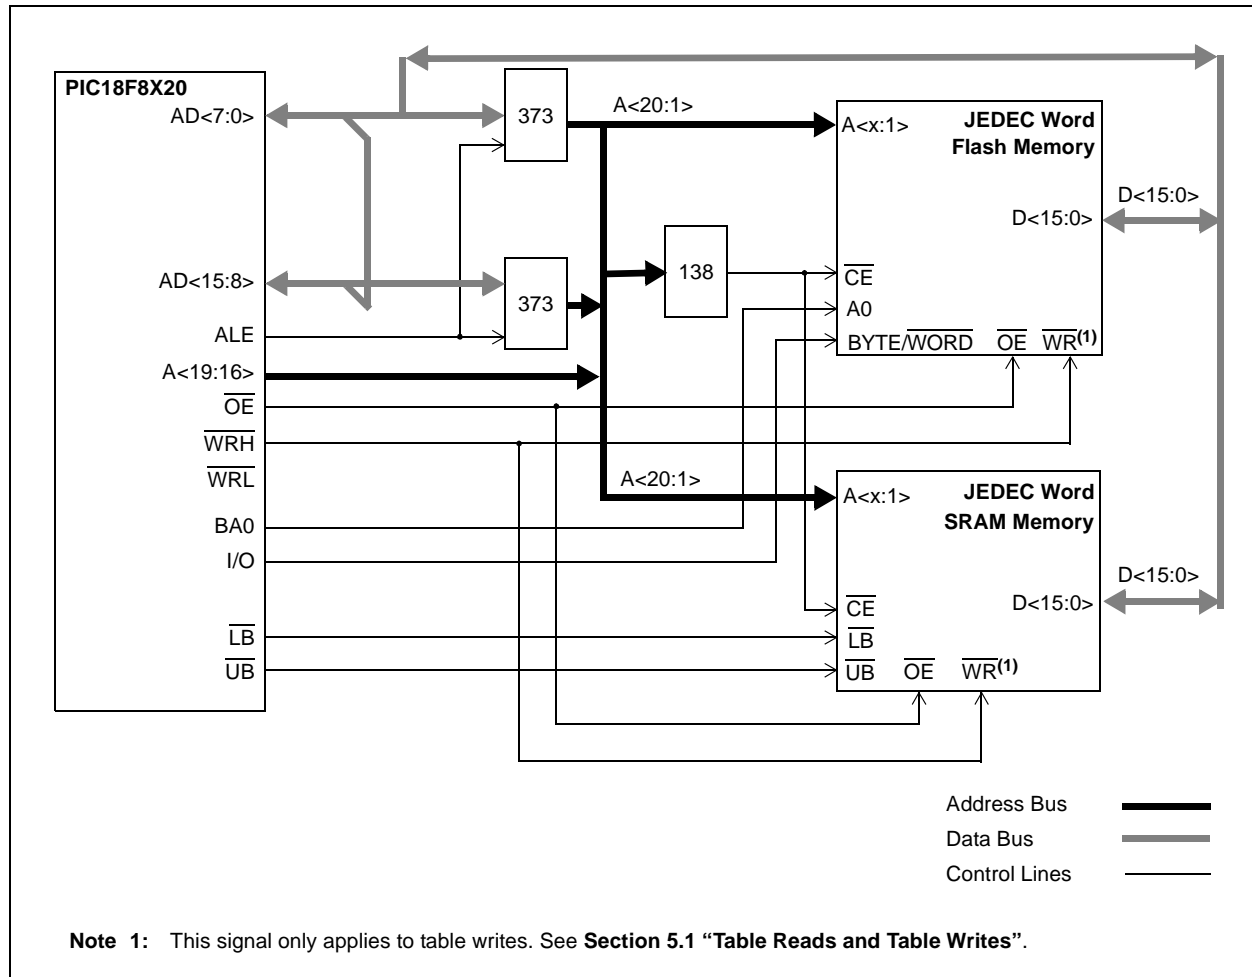 PIC18F8X20
AD<7:0>
AD<15:8>
ALE
A<19:16>
OE
WRH
WRL
BA0
I/O
LB
UB
373
373
138
A<20:1>
A<20:1>
JEDEC Word
Flash Memory
A<x:1>
D<15:0>
CE
A0
BYTE/WORD OE WR(1)
D<15:0>
JEDEC Word
SRAM Memory
A<x:1>
D<15:0>
CE
LB
UB OE WR(1)
D<15:0>
Address Bus
Data Bus
Control Lines
Note 1: This signal only applies to table writes. See Section 5.1 “Table Reads and Table Writes”.